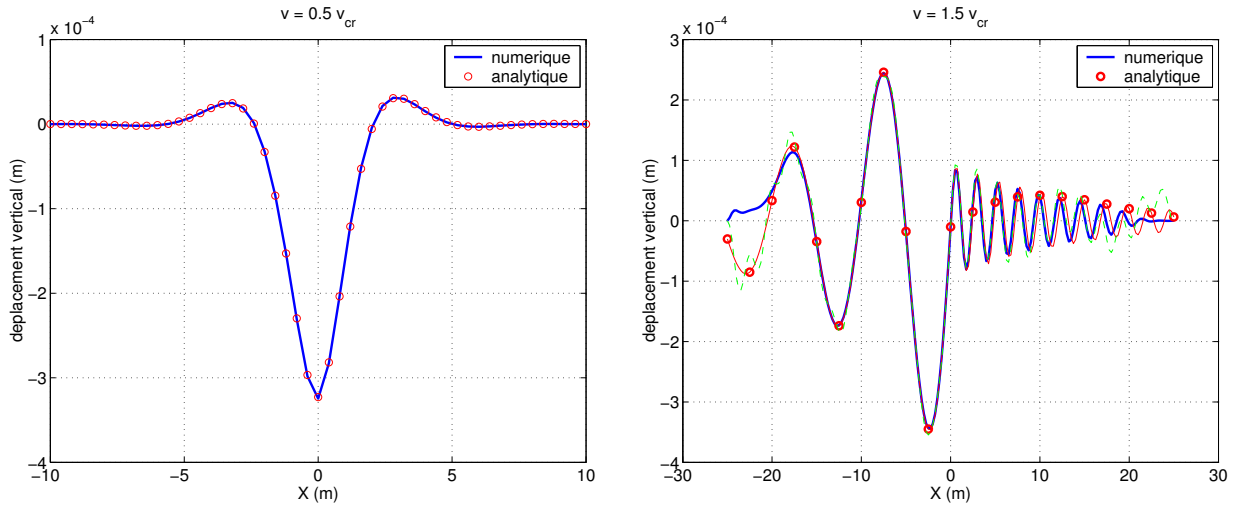 v = 0.5 v_cr
x 10^−4
numerique
analytique
1
0
−1
−2
−3
−4
deplacement vertical (m)
−10
−5
0
5
10
X (m)
v = 1.5 v_cr
x 10^−4
numerique
analytique
3
2
1
0
−1
−2
−3
−4
deplacement vertical (m)
−30
−20
−10
0
10
20
30
X (m)